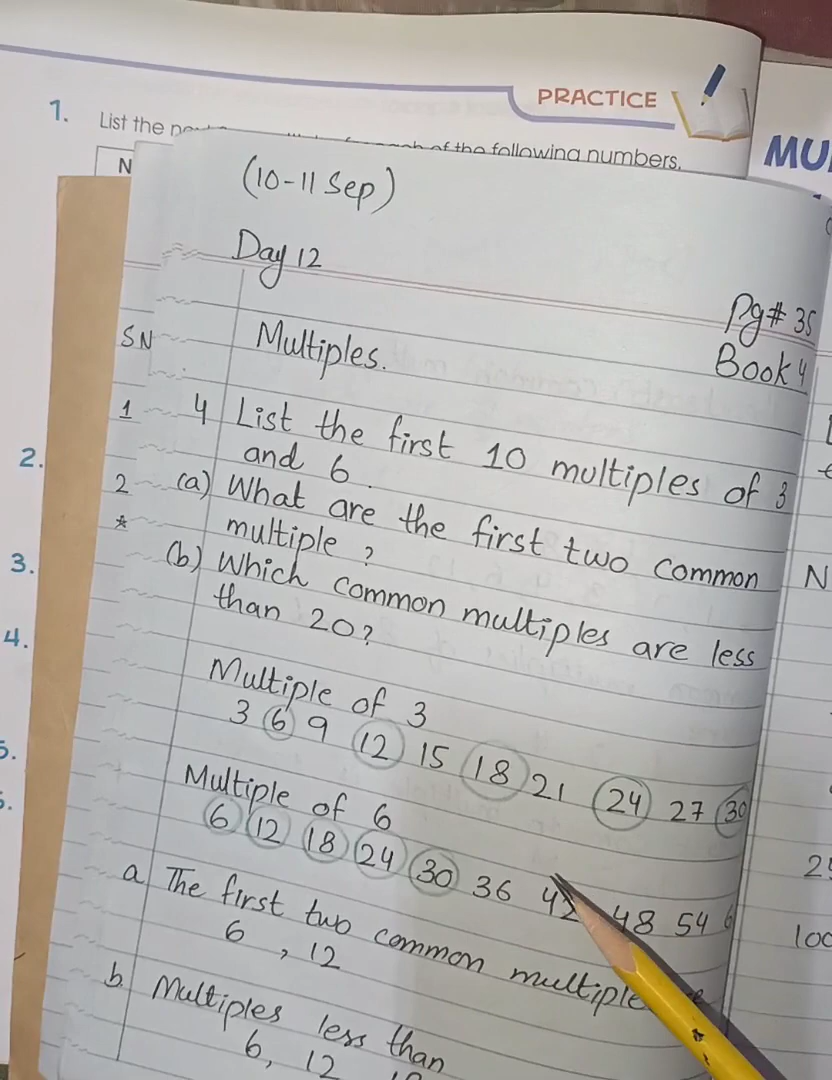 PRACTICE
1. List the of the following numbers.
MU
N
(10-11 Sep)
Day 12
Pg# 35
Book 4
SN
Multiples.
1 4 List the first 10 multiples of 3
and 6.
2 (a) What are the first two common
multiple ?
(b) Which common multiples are less
than 20?
Multiple of 3
3 6 9 12 15 18 21 24 27 30
Multiple of 6
6 12 18 24 30 36 42 48 54 6
a The first two common multiple
6 , 12
b. Multiples less than
6, 12
2.
3.
4.
5.
N
100